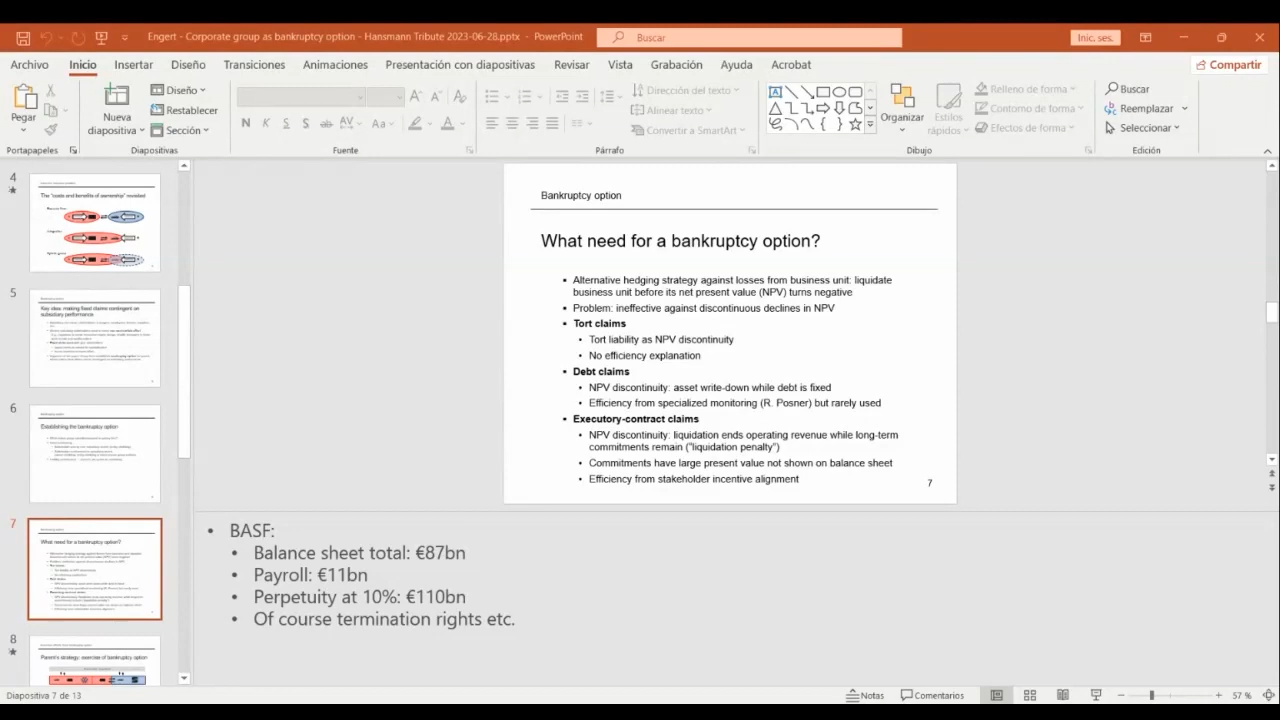 Engert - Corporate group as bankruptcy option - Hansmann Tribute 2023-06-28.pptx - PowerPoint
Buscar
Inic. ses.
Archivo Inicio Insertar Diseño Transiciones Animaciones Presentación con diapositivas Revisar Vista Grabación Ayuda Acrobat
Compartir
Pegar
Nueva diapositiva
Diseño
Restablecer
Sección
N K S S ab AV Aa A
Dirección del texto
Alinear texto
Convertir a SmartArt
Organizar
Estilos rápidos
Relleno de forma
Contorno de forma
Efectos de forma
Buscar
Reemplazar
Seleccionar
Portapapeles Diapositivas Fuente Párrafo Dibujo Edición
4
The "costs and benefits of ownership" revisited
5
Key idea: making fixed claims contingent on
subsidiary performance
6
Establishing the bankruptcy option
7
What need for a bankruptcy option?
8
Parent's strategy: exercise of bankruptcy option
Bankruptcy option
What need for a bankruptcy option?
• Alternative hedging strategy against losses from business unit: liquidate
business unit before its net present value (NPV) turns negative
• Problem: ineffective against discontinuous declines in NPV
• Tort claims
• Tort liability as NPV discontinuity
• No efficiency explanation
• Debt claims
• NPV discontinuity: asset write-down while debt is fixed
• Efficiency from specialized monitoring (R. Posner) but rarely used
• Executory-contract claims
• NPV discontinuity: liquidation ends operating revenue while long-term
commitments remain ("liquidation penalty")
• Commitments have large present value not shown on balance sheet
• Efficiency from stakeholder incentive alignment
7
• BASF:
• Balance sheet total: €87bn
• Payroll: €11bn
• Perpetuity at 10%: €110bn
• Of course termination rights etc.
Diapositiva 7 de 13
Notas
Comentarios
57 %